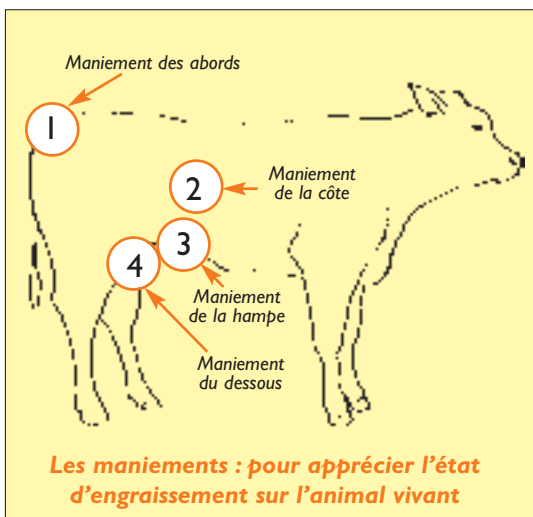 Maniement des abords
1
2
Maniement
de la côte
3
4
Maniement
de la hampe
Maniement
du dessous
Les maniements : pour apprécier l'état
d'engraissement sur l'animal vivant